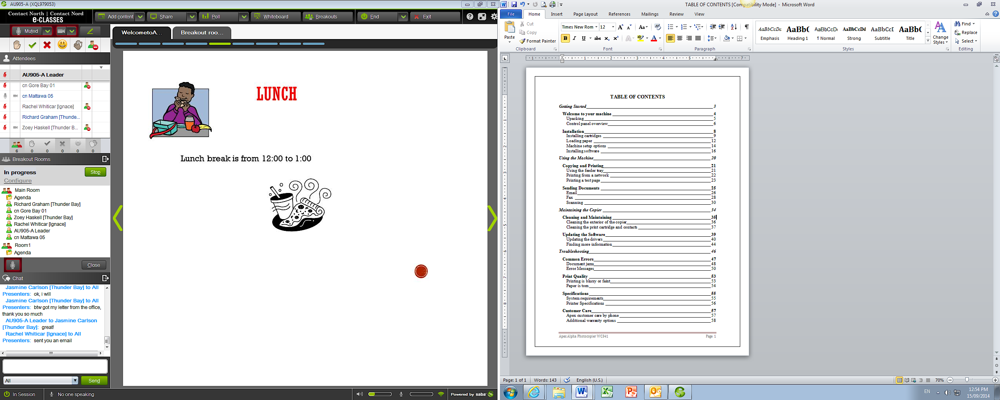 AU905-A (XQL979053)
Contact North | Contact Nord
e-CLASSES
Add content
Share
Poll
Whiteboard
Breakouts
End
Exit
Muted
WelcometoA...
Breakout roo...
Attendees
AU905-A Leader
cn Gore Bay 01
cn Mattawa 05
Rachel Whiticar [Ignace]
Richard Graham [Thunde...
Zoey Haskell [Thunder B...
6 0 0 0 0 0
Breakout Rooms
In progress
Stop
Configure
Main Room
Agenda
Richard Graham [Thunder Bay]
cn Gore Bay 01
Zoey Haskell [Thunder Bay]
Rachel Whiticar [Ignace]
AU905-A Leader
cn Mattawa 05
Room1
Agenda
Close
Chat
Jasmine Carlson [Thunder Bay] to All
Presenters: ok, i will
Jasmine Carlson [Thunder Bay] to All
Presenters: btw got my letter from the office,
thank you so much
AU905-A Leader to Jasmine Carlson
[Thunder Bay]: great!
Rachel Whiticar [Ignace] to All
Presenters: sent you an email
All
Send
In Session
No one speaking
Powered by saba
LUNCH
Lunch break is from 12:00 to 1:00
TABLE OF CONTENTS [Compatibility Mode] - Microsoft Word
File Home Insert Page Layout References Mailings Review View
Paste
Cut
Copy
Format Painter
Clipboard
Times New Rom 12
Font
Paragraph
AaBbCcDc AaBbC AaBbCcDc AaBbCcDd AaBbCcI AaBbC
Emphasis Heading 1 ¶ Normal Strong Subtitle Title
Styles
Change
Styles
Find
Replace
Select
Editing
TABLE OF CONTENTS
Getting Started 3
Welcome to your machine 4
Upacking 5
Control panel overview 6
Installation 8
Installing cartridges 9
Loading paper 12
Machine setup options 14
Installing software 16
Using the Machine 20
Copying and Printing 21
Using the feeder tray 21
Printing from a network 22
Printing a test page 23
Sending Documents 25
Email 26
Fax 28
Scanning 30
Maintaining the Copier 34
Cleaning and Maintaining 35
Cleaning the exterior of the copier 36
Cleaning the print cartridge and contacts 37
Updating the Software 39
Updating the drivers 40
Finding more information 44
Troubleshooting 46
Common Errors 47
Document jams 48
Error Messages 50
Print Quality 53
Printing is blurry or faint 53
Paper is torn 54
Specifications 55
System requirements 55
Printer Specifications 56
Customer Care 57
Apex customer care by phone 57
Additional warranty options 58
Apex Alpha Photocopier WC341 Page 1
Page: 1 of 1 Words: 143 English (U.S.)
70%
EN
12:54 PM
15/09/2014